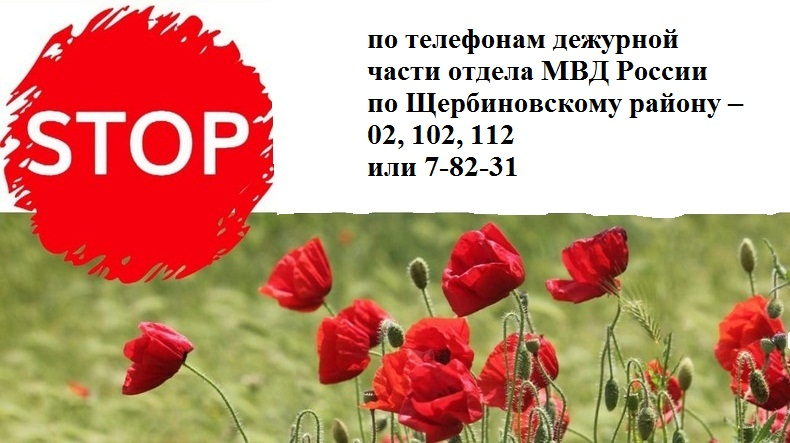 STOP
по телефонам дежурной
части отдела МВД России
по Щербиновскому району –
02, 102, 112
или 7-82-31